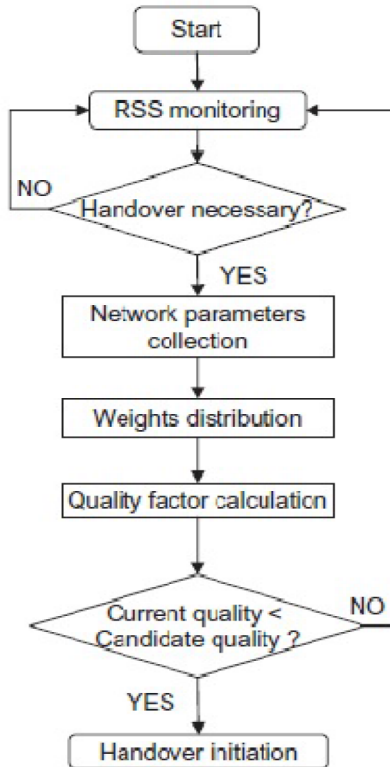 Start
RSS monitoring
NO
Handover necessary?
YES
Network parameters
collection
Weights distribution
Quality factor calculation
Current quality <
Candidate quality ?
NO
YES
Handover initiation